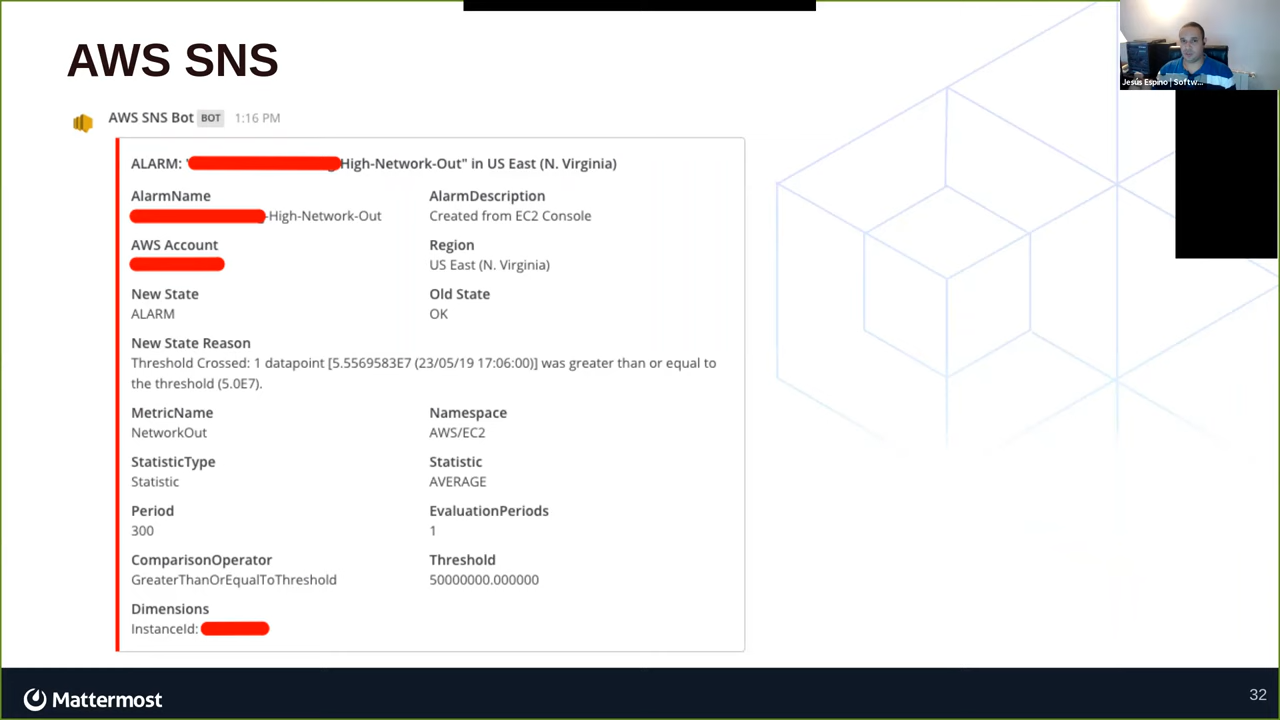 AWS SNS
Jesús Espino | Softw...
AWS SNS Bot BOT 1:16 PM
ALARM: " High-Network-Out" in US East (N. Virginia)
AlarmName AlarmDescription
-High-Network-Out Created from EC2 Console
AWS Account Region
US East (N. Virginia)
New State Old State
ALARM OK
New State Reason
Threshold Crossed: 1 datapoint [5.5569583E7 (23/05/19 17:06:00)] was greater than or equal to
the threshold (5.0E7).
MetricName Namespace
NetworkOut AWS/EC2
StatisticType Statistic
Statistic AVERAGE
Period EvaluationPeriods
300 1
ComparisonOperator Threshold
GreaterThanOrEqualToThreshold 50000000.000000
Dimensions
InstanceId:
Mattermost 32